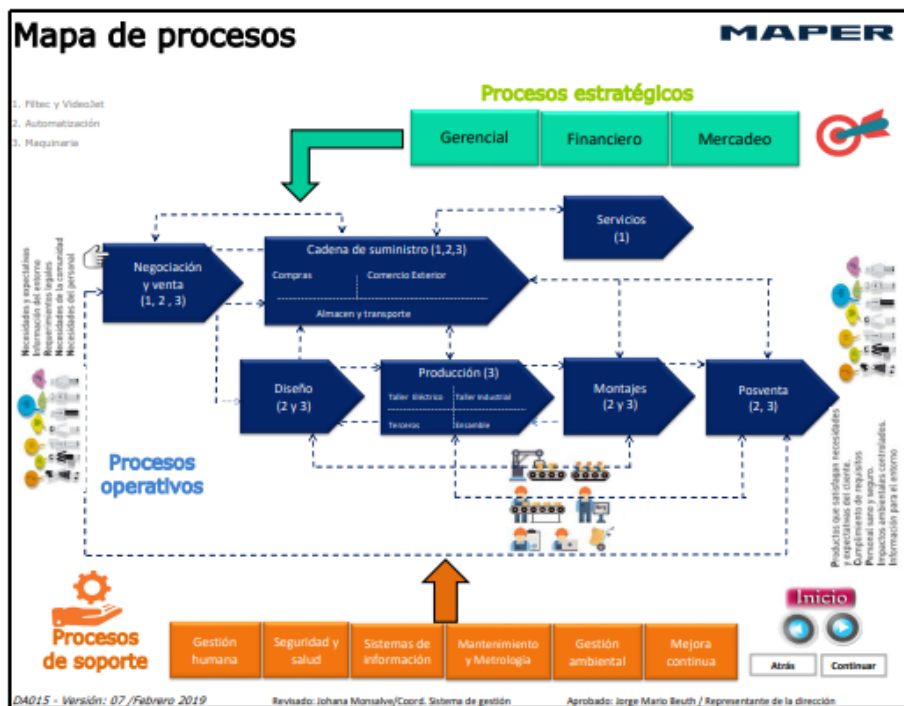 Mapa de procesos
MAPER
1. Filtec y VideoJet
2. Automatización
3. Maquinaria
Procesos estratégicos
Gerencial
Financiero
Mercadeo
Servicios
(1)
Cadena de suministro (1,2,3)
Compras
Comercio Exterior
Almacen y transporte
Negociación
y venta
(1, 2 , 3)
Necesidades y expectativas
Información del entorno
Requerimientos legales
Necesidades de la comunidad
Necesidades del personal
Diseño
(2 y 3)
Producción (3)
Taller Eléctrico
Taller Industrial
Terceros
Ensamble
Montajes
(2 y 3)
Posventa
(2, 3)
Procesos
operativos
Productos que satisfagan necesidades
y expectativas del cliente.
Cumplimiento de requisitos
Personal sano y seguro.
Impactos ambientales controlados.
Información para el entorno
Procesos
de soporte
Gestión
humana
Seguridad y
salud
Sistemas de
información
Mantenimiento
y Metrología
Gestión
ambiental
Mejora
continua
Inicio
Atrás
Continuar
DA015 - Versión: 07 /Febrero 2019
Revisado: Johana Monsalve/Coord. Sistema de gestión
Aprobado: Jorge Mario Beuth / Representante de la dirección